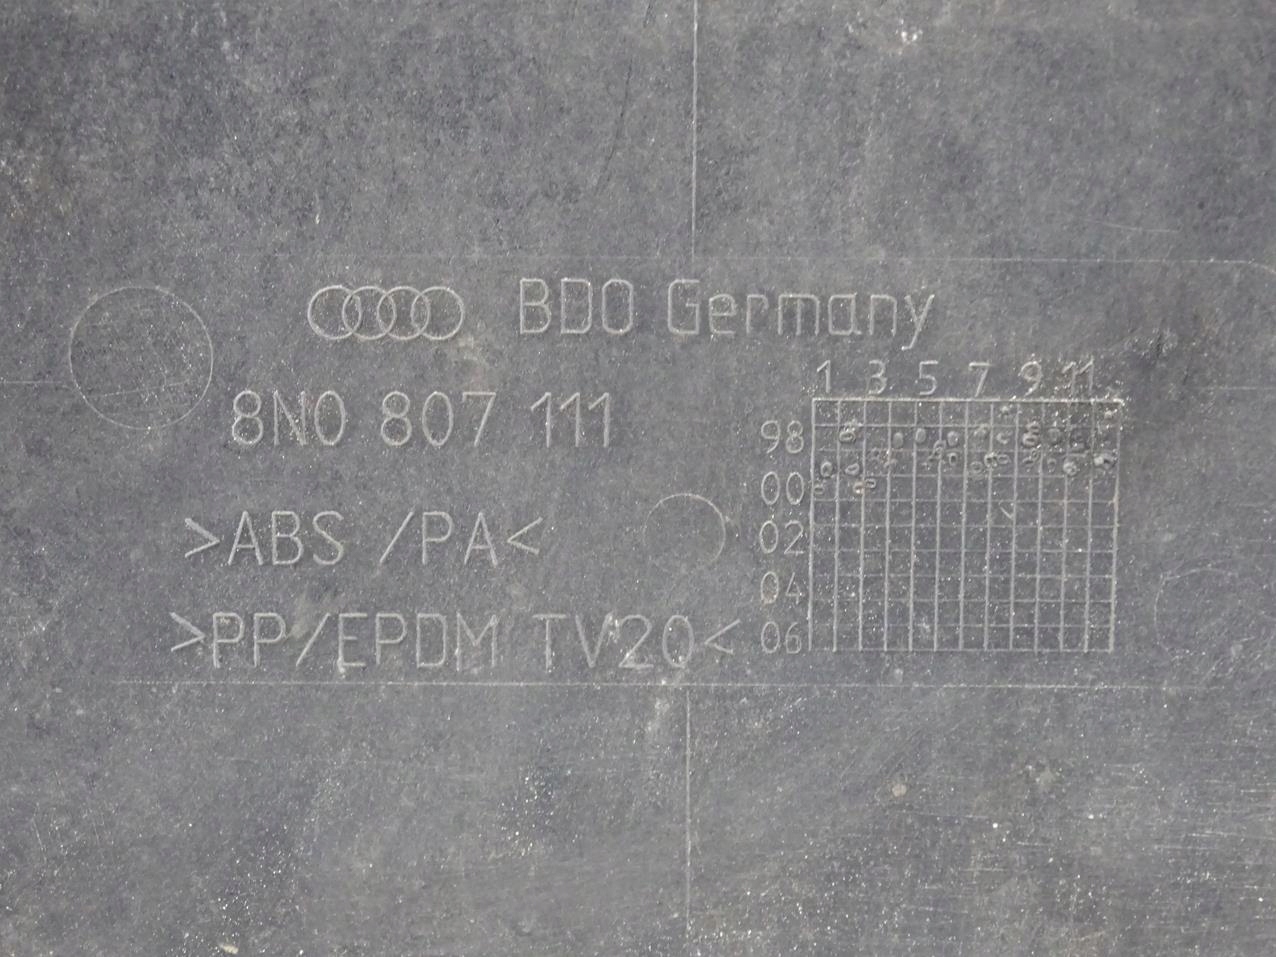 BDO Germany
8N0 807 111
1 3 5 7 9 11
98
00
02
04
06
>ABS /PA<
>PP/EPDM TV20<